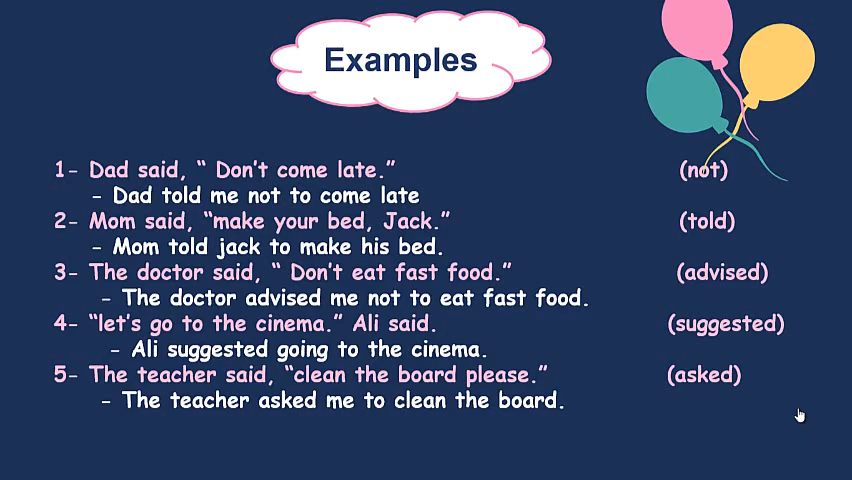 Examples
1- Dad said, “ Don’t come late.” (not)
- Dad told me not to come late
2- Mom said, “make your bed, Jack.” (told)
- Mom told jack to make his bed.
3- The doctor said, “ Don’t eat fast food.” (advised)
- The doctor advised me not to eat fast food.
4- “let’s go to the cinema.” Ali said. (suggested)
- Ali suggested going to the cinema.
5- The teacher said, “clean the board please.” (asked)
- The teacher asked me to clean the board.